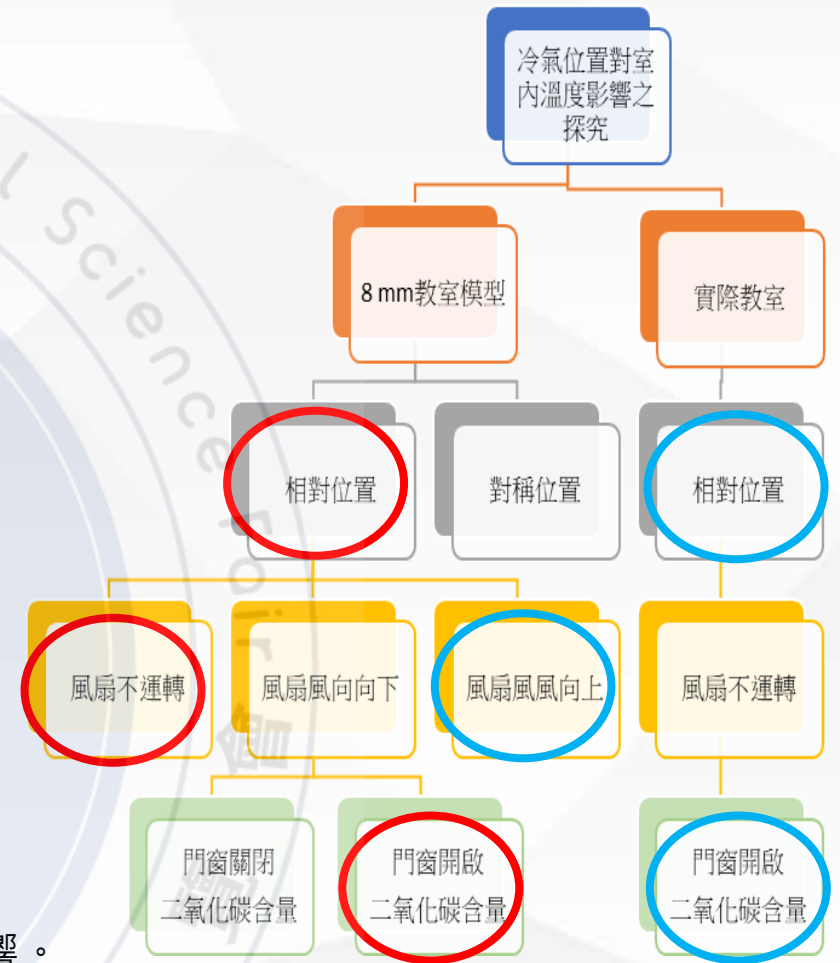 冷氣位置對室
內溫度影響之
探究
8 mm教室模型
實際教室
相對位置
對稱位置
相對位置
風扇不運轉
風扇風向向下
風扇風風向上
風扇不運轉
門窗關閉
二氧化碳含量
門窗開啟
二氧化碳含量
門窗開啟
二氧化碳含量
l Science Fair
響。